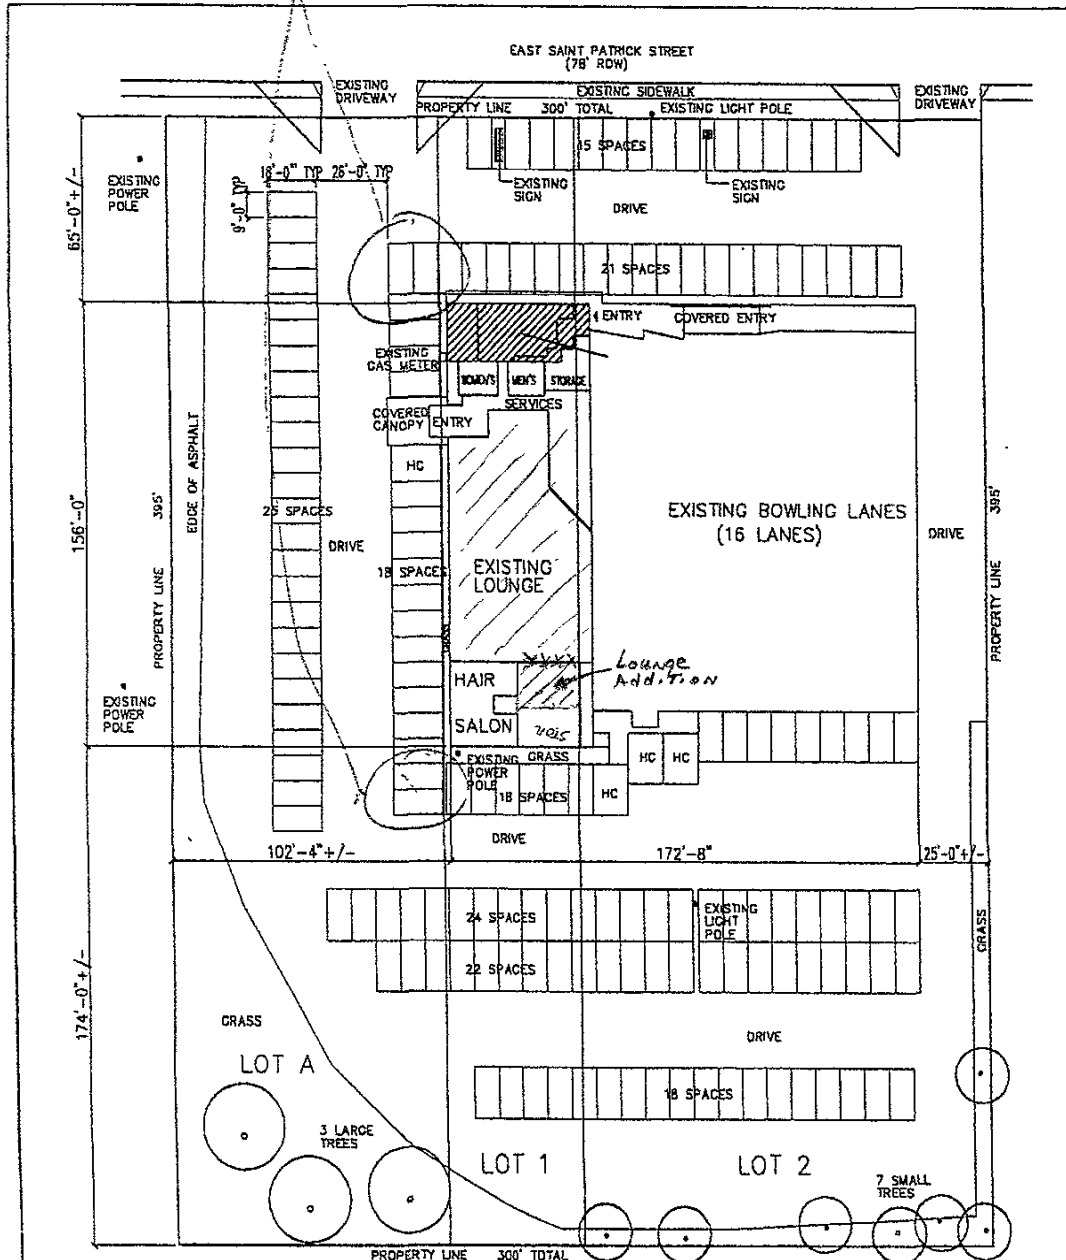 EAST SAINT PATRICK STREET
(78' ROW)
EXISTING
DRIVEWAY
EXISTING SIDEWALK
EXISTING
DRIVEWAY
PROPERTY LINE 300' TOTAL
EXISTING LIGHT POLE
15 SPACES
EXISTING
POWER
POLE
18'-0" TYP
26'-0" TYP
9'-0" TYP
65'-0"+/-
EXISTING
SIGN
EXISTING
SIGN
DRIVE
21 SPACES
ENTRY
COVERED ENTRY
EXISTING
GAS METER
WOMEN'S
MEN'S
STORAGE
SERVICES
COVERED
CANOPY
ENTRY
HC
EDGE OF ASPHALT
156'-0"
PROPERTY LINE 395'
25 SPACES
DRIVE
18 SPACES
GRASS
EXISTING
LOUNGE
EXISTING BOWLING LANES
(16 LANES)
DRIVE
PROPERTY LINE 395'
Lounge
Addition
HAIR
SALON
EXISTING
POWER
POLE
EXISTING
POWER
POLE
GRASS
18 SPACES
HC
HC
HC
DRIVE
102'-4"+/-
172'-8"
25'-0"+/-
24 SPACES
22 SPACES
EXISTING
LIGHT
POLE
GRASS
174'-0"+/-
GRASS
LOT A
DRIVE
18 SPACES
3 LARGE
TREES
LOT 1
LOT 2
7 SMALL
TREES
PROPERTY LINE 300' TOTAL